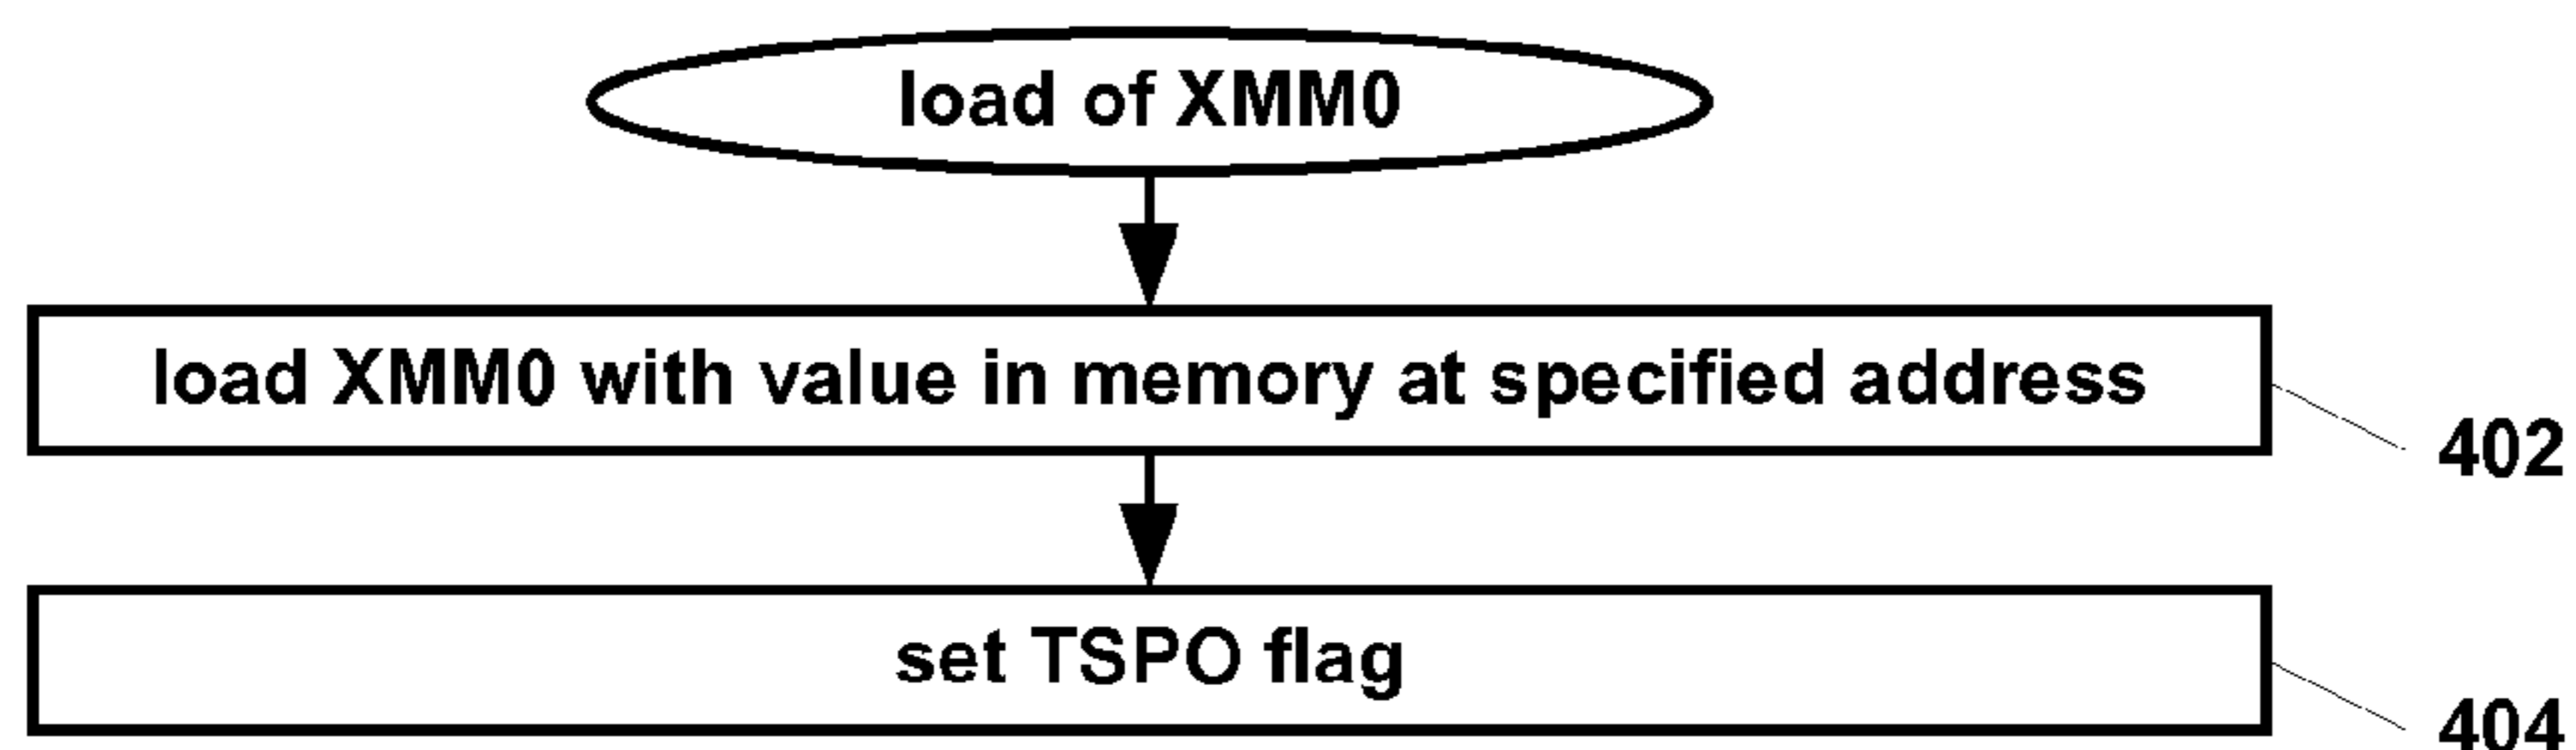 load of XMM0
load XMM0 with value in memory at specified address
402
set TSPO flag
404